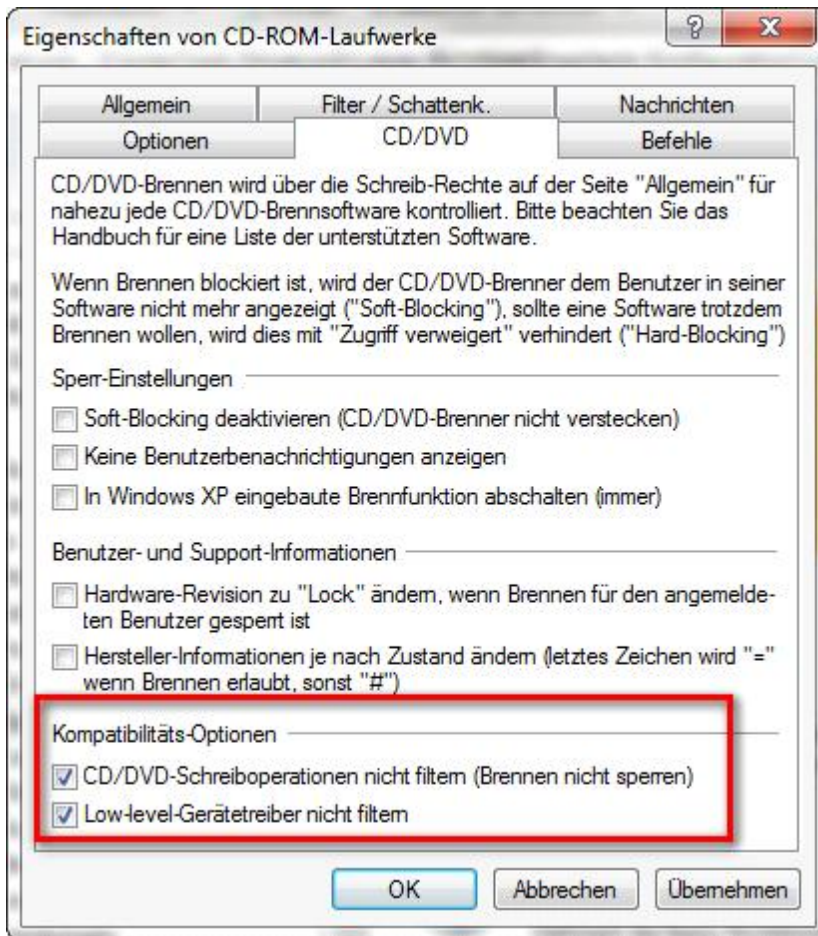 Eigenschaften von CD-ROM-Laufwerke
Allgemein
Filter / Schattenk.
Nachrichten
Optionen
CD/DVD
Befehle
CD/DVD-Brennen wird über die Schreib-Rechte auf der Seite "Allgemein" für
nahezu jede CD/DVD-Brennsoftware kontrolliert. Bitte beachten Sie das
Handbuch für eine Liste der unterstützten Software.
Wenn Brennen blockiert ist, wird der CD/DVD-Brenner dem Benutzer in seiner
Software nicht mehr angezeigt ("Soft-Blocking"), sollte eine Software trotzdem
Brennen wollen, wird dies mit "Zugriff verweigert" verhindert ("Hard-Blocking")
Sperr-Einstellungen
Soft-Blocking deaktivieren (CD/DVD-Brenner nicht verstecken)
Keine Benutzerbenachrichtigungen anzeigen
In Windows XP eingebaute Brennfunktion abschalten (immer)
Benutzer- und Support-Informationen
Hardware-Revision zu "Lock" ändern, wenn Brennen für den angemelde-
ten Benutzer gesperrt ist
Hersteller-Informationen je nach Zustand ändern (letztes Zeichen wird "="
wenn Brennen erlaubt, sonst "#")
Kompatibilitäts-Optionen
CD/DVD-Schreiboperationen nicht filtern (Brennen nicht sperren)
Low-level-Gerätetreiber nicht filtern
OK
Abbrechen
Übernehmen